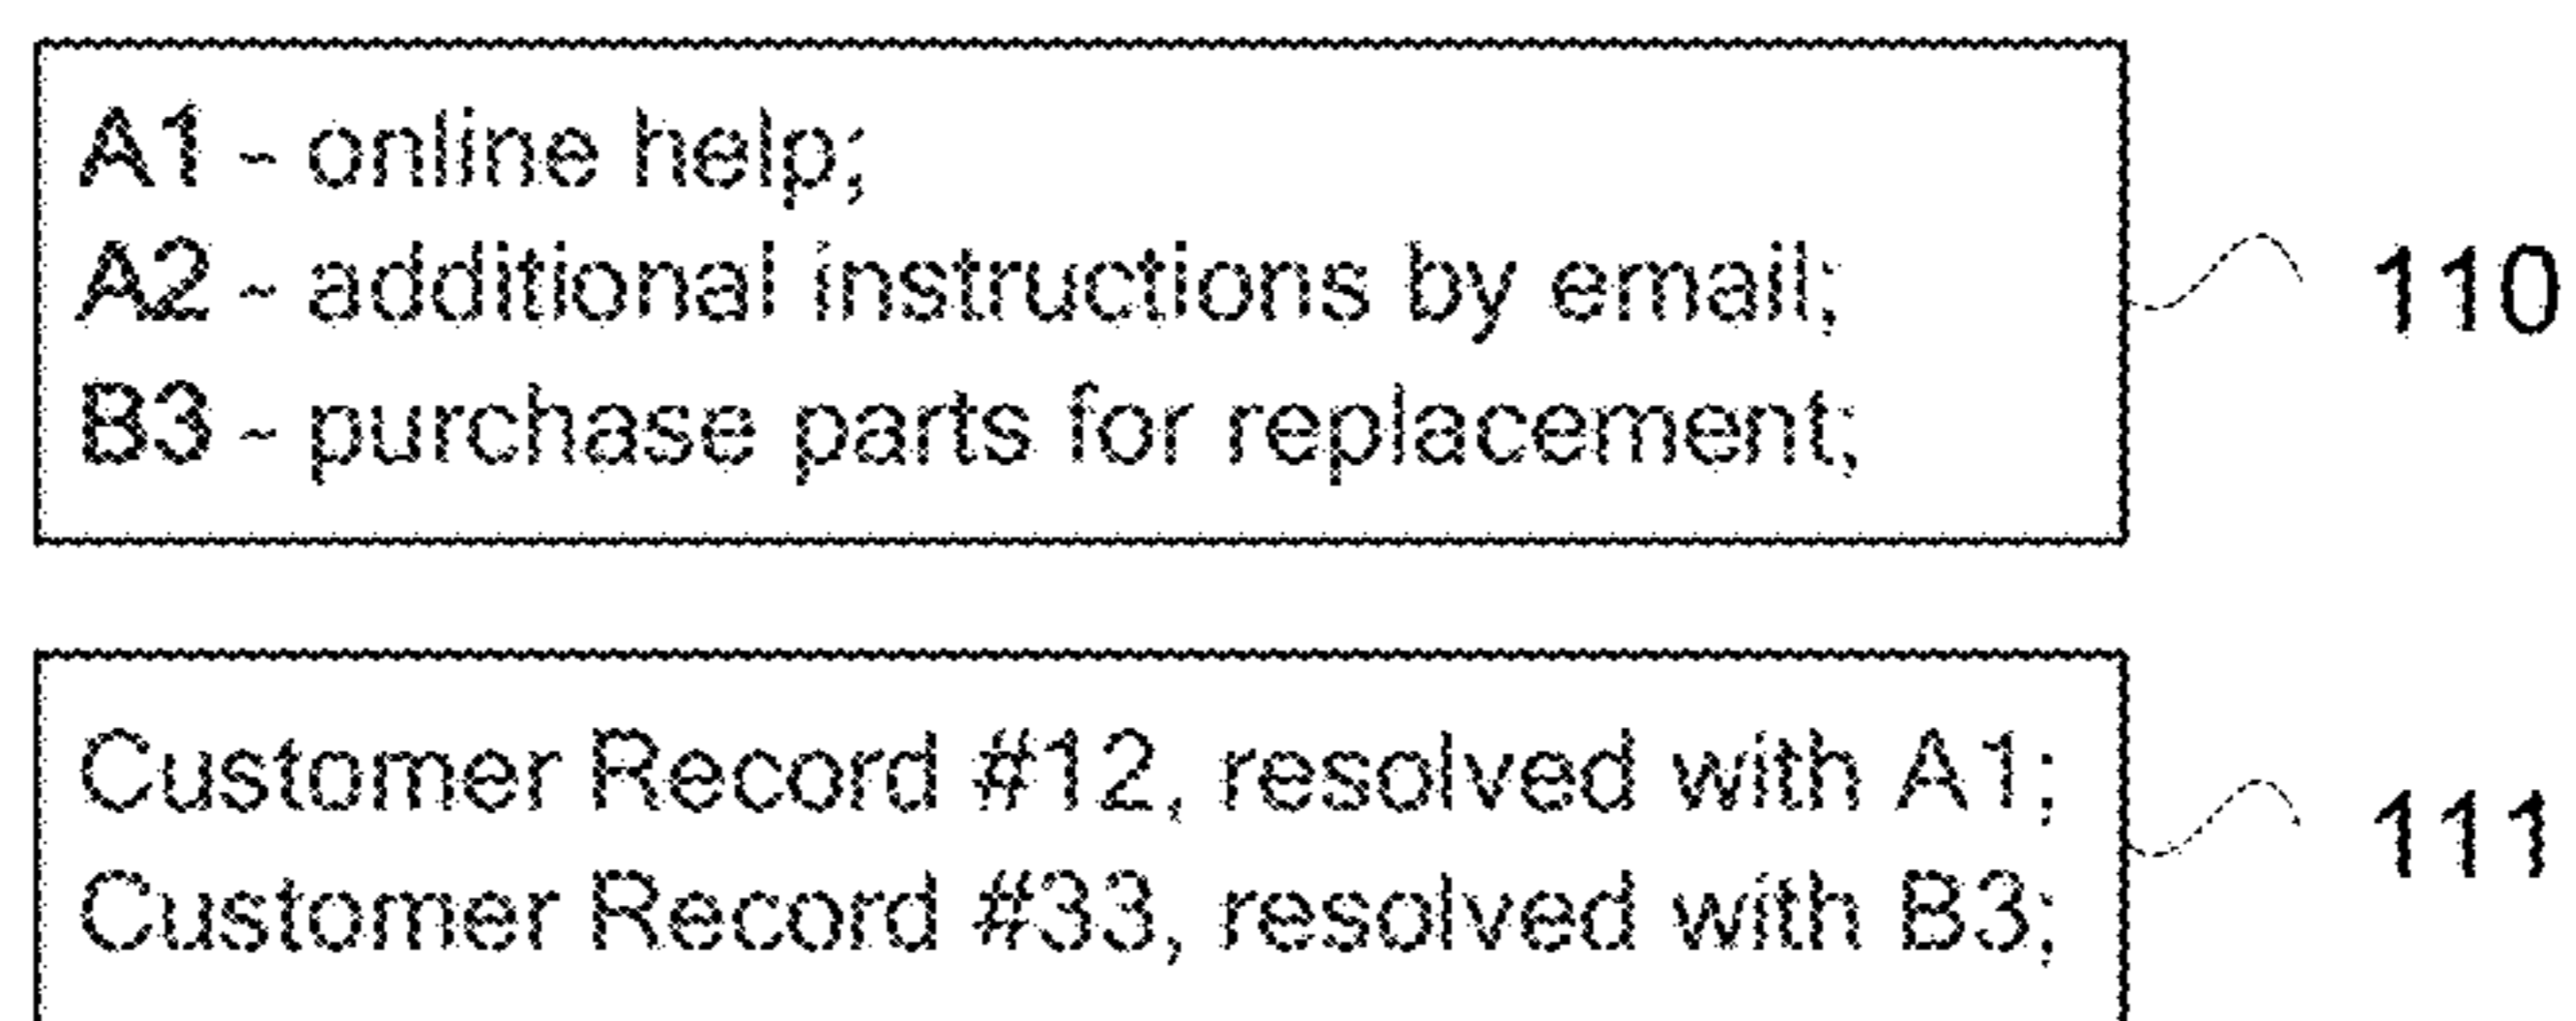 A1 - online help;
A2 - additional instructions by email;
B3 - purchase parts for replacement;
110
Customer Record #12, resolved with A1;
Customer Record #33, resolved with B3;
111